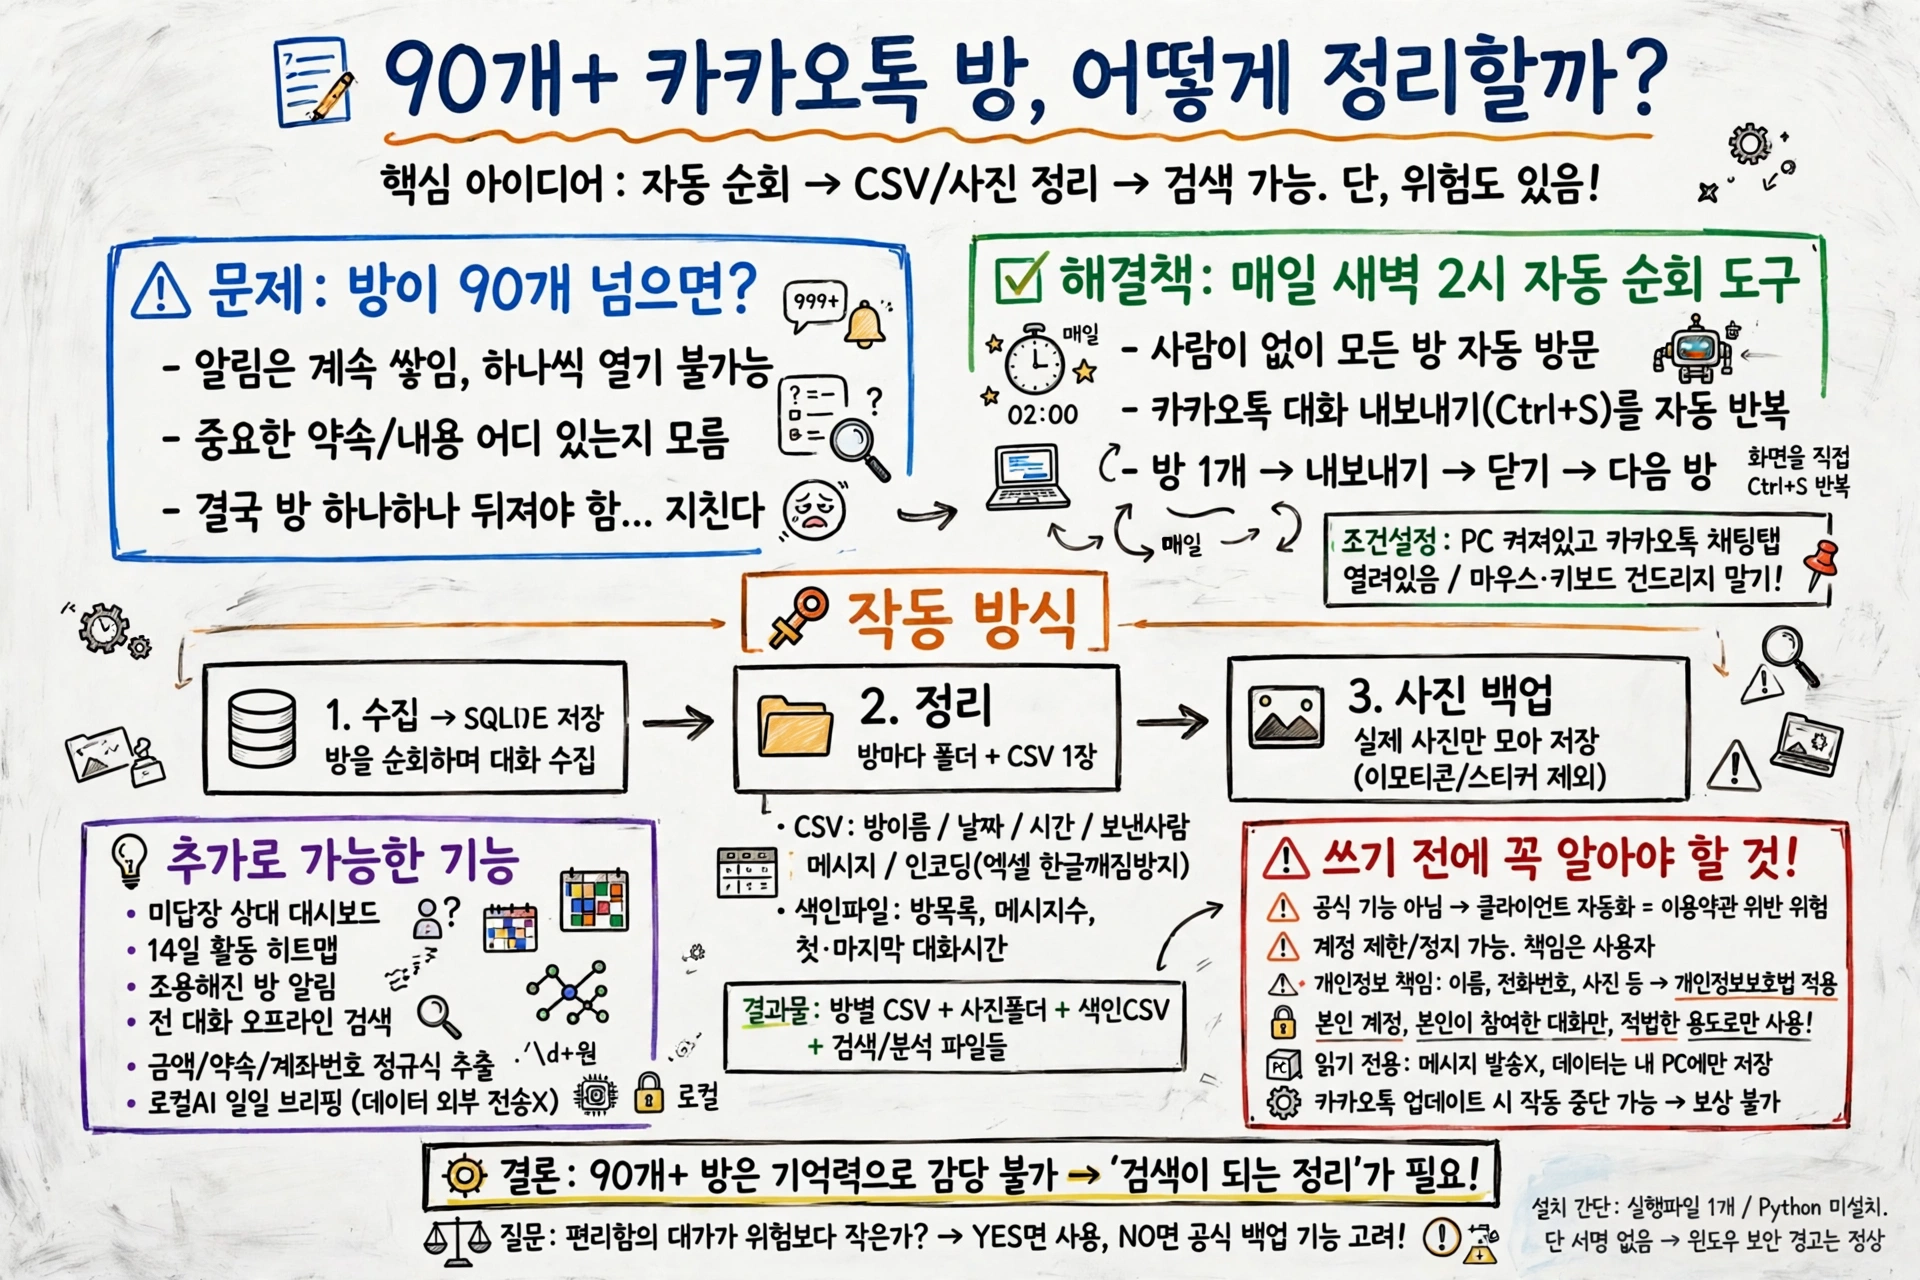 90개+ 카카오톡 방, 어떻게 정리할까?
핵심 아이디어 : 자동 순회 → CSV/사진 정리 → 검색 가능. 단, 위험도 있음!
문제 : 방이 90개 넘으면?
999+
- 알림은 계속 쌓임, 하나씩 열기 불가능
- 중요한 약속/내용 어디 있는지 모름
- 결국 방 하나하나 뒤져야 함... 지친다
해결책 : 매일 새벽 2시 자동 순회 도구
매일
02:00
- 사람이 없이 모든 방 자동 방문
- 카카오톡 대화 내보내기(Ctrl+S)를 자동 반복
- 방 1개 → 내보내기 → 닫기 → 다음 방
화면을 직접
Ctrl+S 반복
매일
조건설정 : PC 켜져있고 카카오톡 채팅탭
열려있음 / 마우스·키보드 건드리지 말기!
작동 방식
1. 수집 → 저장
방을 순회하며 대화 수집
2. 정리
방마다 폴더 + CSV 1장
3. 사진 백업
실제 사진만 모아 저장
(이모티콘/스티커 제외)
• CSV : 방이름 / 날짜 / 시간 / 보낸사람
메시지 / 인코딩(엑셀 한글깨짐방지)
• 색인파일 : 방목록, 메시지수,
첫·마지막 대화시간
결과물 : 방별 CSV + 사진폴더 + 색인CSV
+ 검색/분석 파일들
추가로 가능한 기능
• 미답장 상대 대시보드
• 14일 활동 히트맵
• 조용해진 방 알림
• 전 대화 오프라인 검색
• 금액/약속/계좌번호 정규식 추출
\d+원
• 로컬AI 일일 브리핑 (데이터 외부 전송X)
로컬
쓰기 전에 꼭 알아야 할 것!
공식 기능 아님 → 클라이언트 자동화 = 이용약관 위반 위험
계정 제한/정지 가능. 책임은 사용자
개인정보 책임 : 이름, 전화번호, 사진 등 → 개인정보보호법 적용
본인 계정, 본인이 참여한 대화만, 적법한 용도로만 사용!
PC
읽기 전용 : 메시지 발송X, 데이터는 내 PC에만 저장
카카오톡 업데이트 시 작동 중단 가능 → 보상 불가
결론 : 90개+ 방은 기억력으로 감당 불가 → '검색이 되는 정리'가 필요!
질문 : 편리함의 대가가 위험보다 작은가? → YES면 사용, NO면 공식 백업 기능 고려!
설치 간단 : 실행파일 1개 / Python 미설치.
단 서명 없음 → 윈도우 보안 경고는 정상